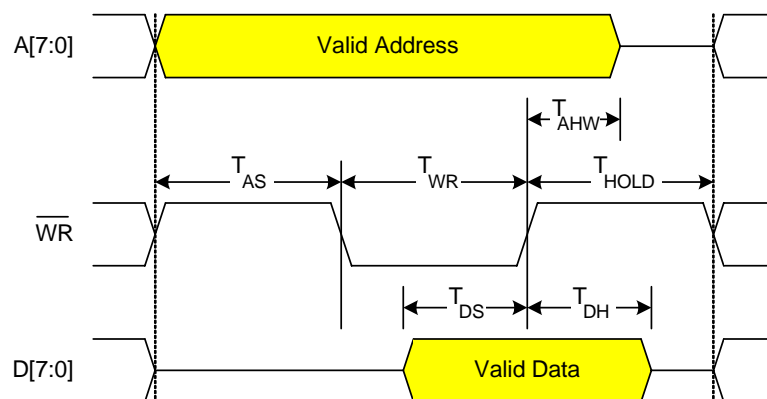 A[7:0]
Valid Address
TAHW
TAS
TWR
THOLD
WR
TDS
TDH
D[7:0]
Valid Data